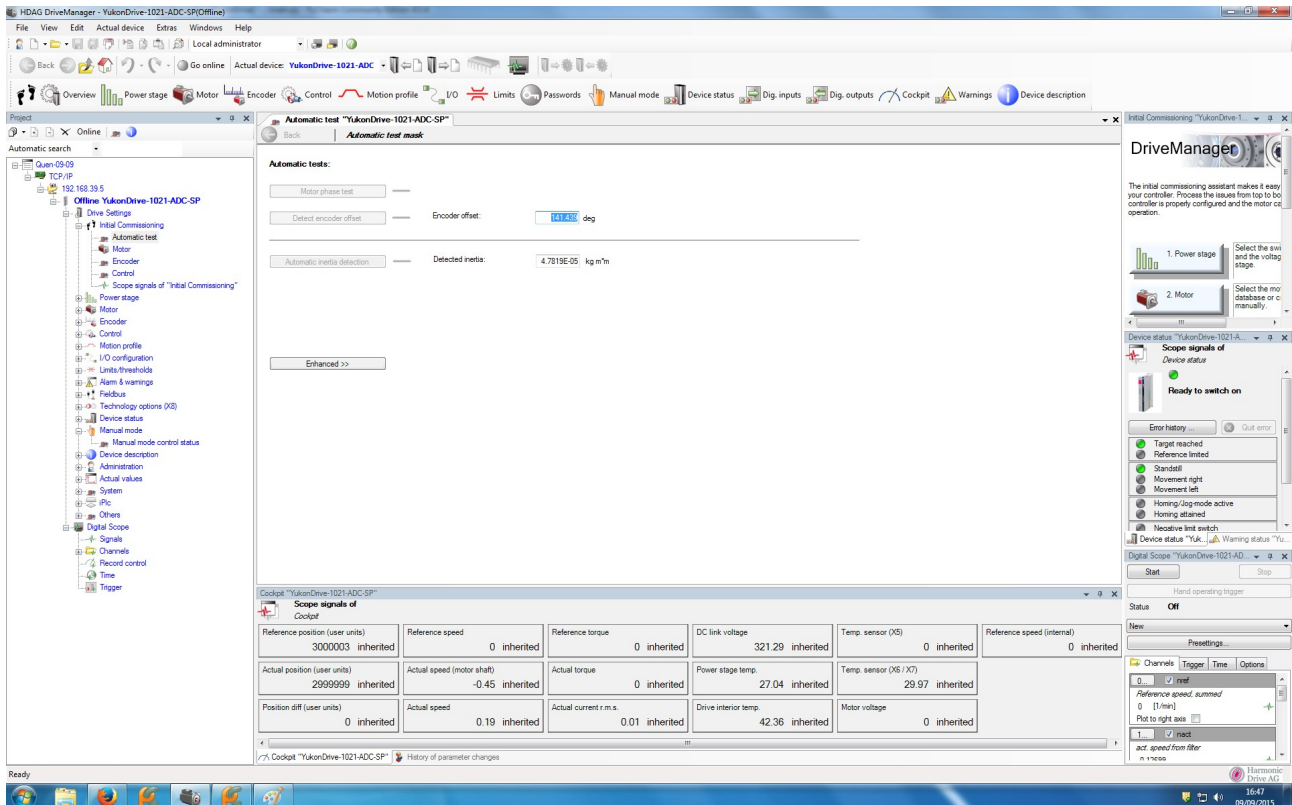 HDAG DriveManager - YukonDrive-1021-ADC-SP(Offline)
File View Edit Actual device Extras Windows Help
Local administrator
Back Go online Actual device: YukonDrive-1021-ADC
Overview Power stage Motor Encoder Control Motion profile I/O Limits Passwords Manual mode Device status Dig. inputs Dig. outputs Cockpit Warnings Device description
Project
Online
Automatic search
Quen-09-09
TCP/IP
192.168.39.5
Offline YukonDrive-1021-ADC-SP
Drive Settings
Initial Commissioning
Automatic test
Motor
Encoder
Control
Scope signals of "Initial Commissioning"
Power stage
Motor
Encoder
Control
Motion profile
I/O configuration
Limits/thresholds
Alarm & warnings
Fieldbus
Technology options (X8)
Device status
Manual mode
Manual mode control status
Device description
Administration
Actual values
System
iPlc
Others
Digital Scope
Signals
Channels
Record control
Time
Trigger
Automatic test "YukonDrive-1021-ADC-SP"
Back Automatic test mask
Automatic tests:
Motor phase test
Detect encoder offset Encoder offset: 141.438 deg
Automatic inertia detection Detected inertia: 4.7819E-05 kg m*m
Enhanced >>
Cockpit "YukonDrive-1021-ADC-SP"
Scope signals of
Cockpit
Reference position (user units) Reference speed Reference torque DC link voltage Temp. sensor (X5) Reference speed (internal)
3000003 inherited 0 inherited 0 inherited 321.29 inherited 0 inherited 0 inherited
Actual position (user units) Actual speed (motor shaft) Actual torque Power stage temp. Temp. sensor (X6 / X7)
2999999 inherited -0.45 inherited 0 inherited 27.04 inherited 29.97 inherited
Position diff (user units) Actual speed Actual current r.m.s. Drive interior temp. Motor voltage
0 inherited 0.19 inherited 0.01 inherited 42.36 inherited 0 inherited
Cockpit "YukonDrive-1021-ADC-SP" History of parameter changes
Initial Commissioning "YukonDrive-1...
DriveManager
The initial commissioning assistant makes it easy
your controller. Process the issues from top to bo
controller is properly configured and the motor ca
operation.
1. Power stage
Select the swi
and the voltag
stage.
2. Motor
Select the mo
database or c
manually.
Device status "YukonDrive-1021-A...
Scope signals of
Device status
Ready to switch on
Error history ... Quit error
Target reached
Reference limited
Standstill
Movement right
Movement left
Homing/Jog-mode active
Homing attained
Negative limit switch
Device status "Yuk... Warning status "Yu...
Digital Scope "YukonDrive-1021-AD...
Start Stop
Hand operating trigger
Status Off
New
Presettings...
Channels Trigger Time Options
0... nref
Reference speed, summed
0 [1/min]
Plot to right axis
1... nact
act. speed from filter
Ready
Harmonic
Drive AG
16:47
09/09/2015